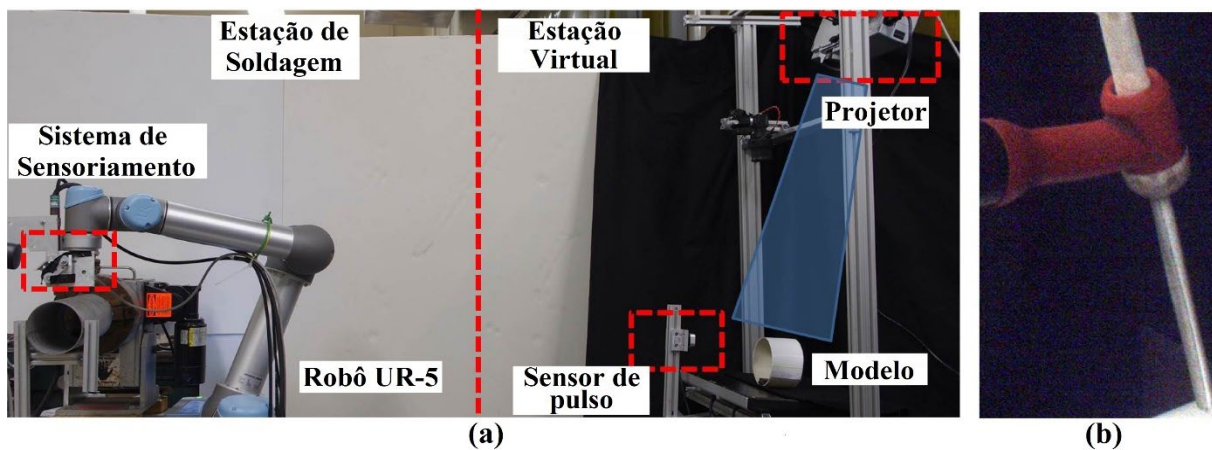 Estação de
Soldagem
Estação
Virtual
Projetor
Sistema de
Sensoriamento
Robô UR-5
Sensor de
pulso
Modelo
(a)
(b)